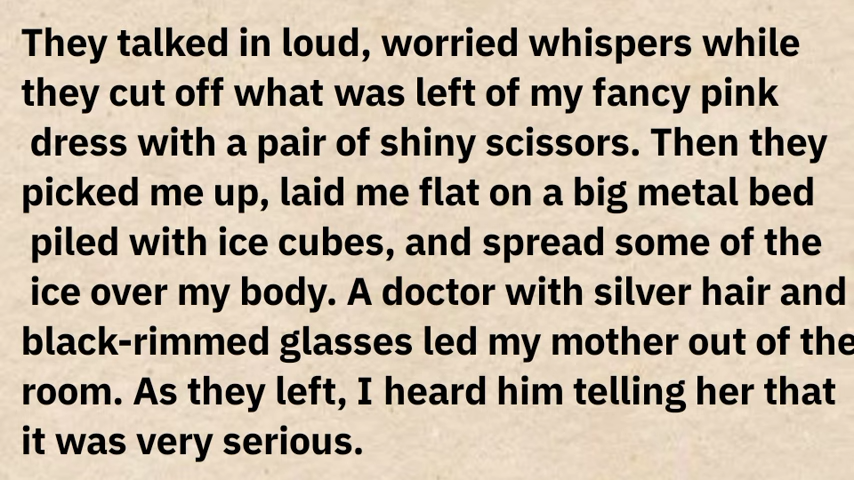 They talked in loud, worried whispers while
they cut off what was left of my fancy pink
dress with a pair of shiny scissors. Then they
picked me up, laid me flat on a big metal bed
piled with ice cubes, and spread some of the
ice over my body. A doctor with silver hair and
black-rimmed glasses led my mother out of the
room. As they left, I heard him telling her that
it was very serious.